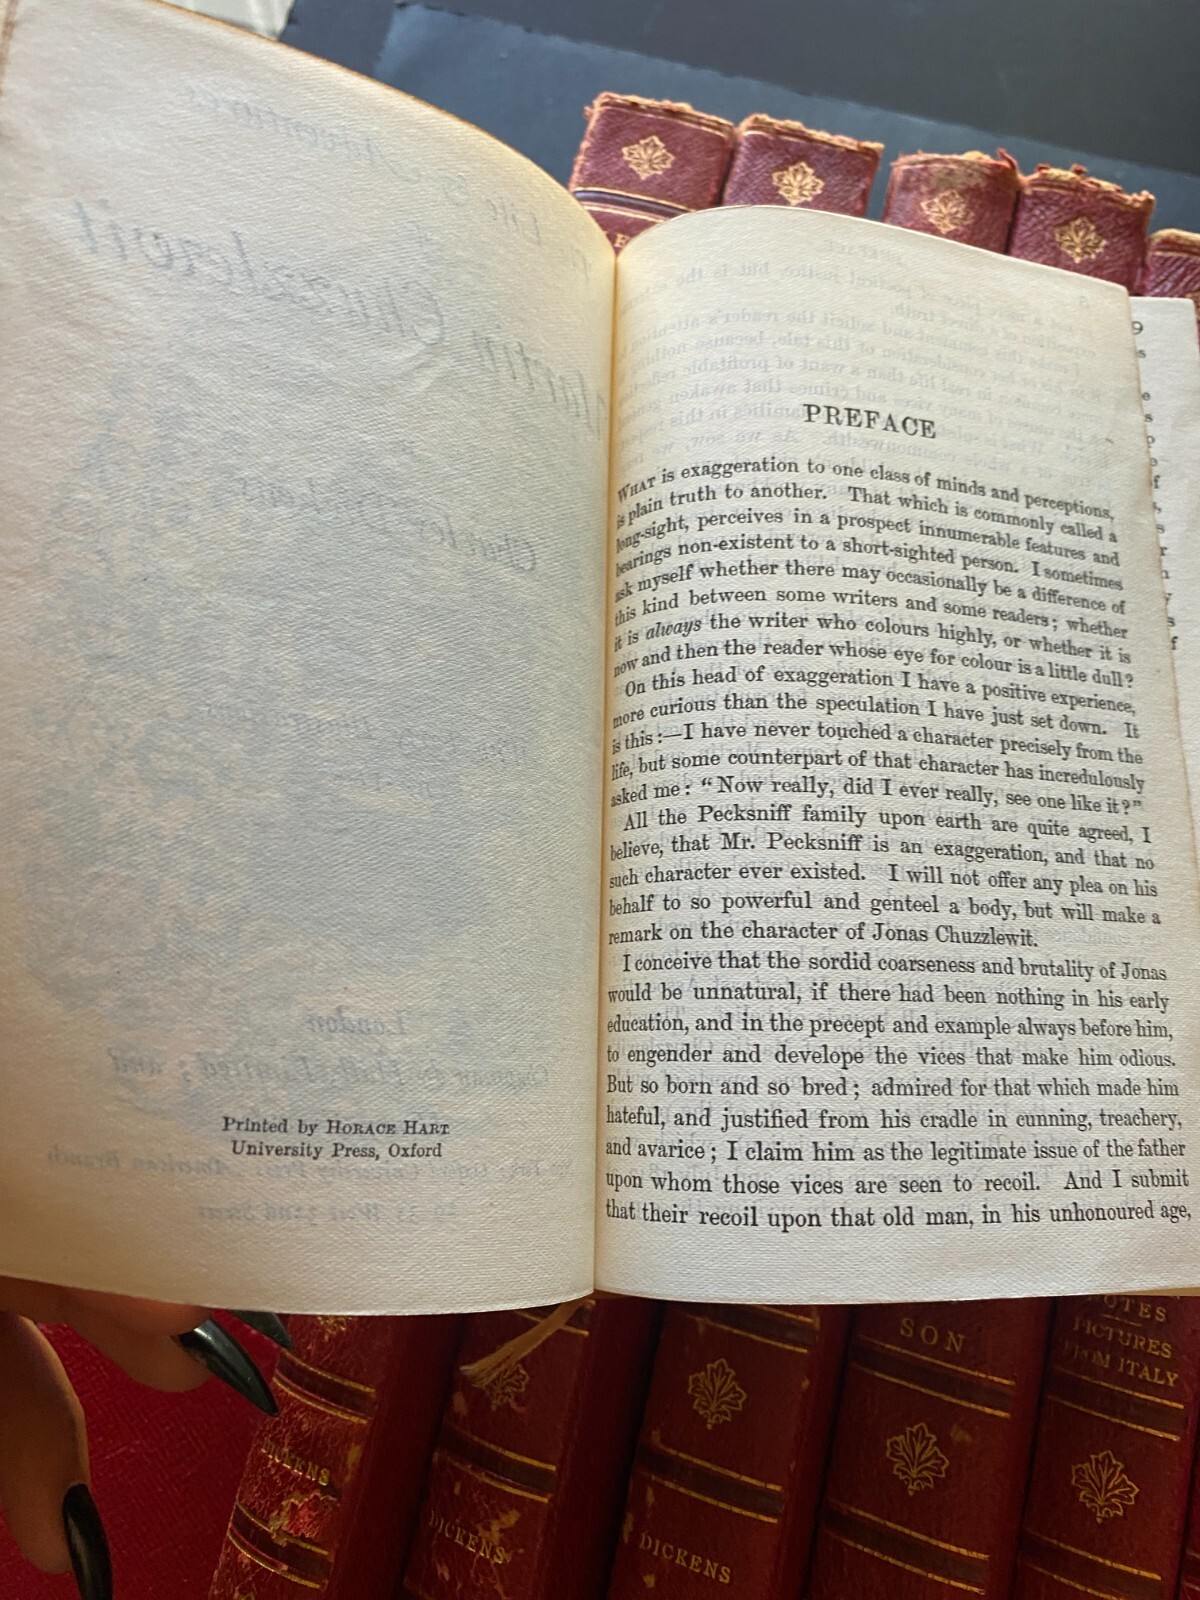 Printed by HORACE HART
University Press, Oxford
PREFACE
WHAT is exaggeration to one class of minds and perceptions,
is plain truth to another. That which is commonly called a
long-sight, perceives in a prospect innumerable features and
bearings non-existent to a short-sighted person. I sometimes
ask myself whether there may occasionally be a difference of
this kind between some writers and some readers; whether
it is always the writer who colours highly, or whether it is
now and then the reader whose eye for colour is a little dull?
On this head of exaggeration I have a positive experience,
more curious than the speculation I have just set down. It
is this:—I have never touched a character precisely from the
life, but some counterpart of that character has incredulously
asked me: "Now really, did I ever really, see one like it?"
All the Pecksniff family upon earth are quite agreed, I
believe, that Mr. Pecksniff is an exaggeration, and that no
such character ever existed. I will not offer any plea on his
behalf to so powerful and genteel a body, but will make a
remark on the character of Jonas Chuzzlewit.
I conceive that the sordid coarseness and brutality of Jonas
would be unnatural, if there had been nothing in his early
education, and in the precept and example always before him,
to engender and develope the vices that make him odious.
But so born and so bred; admired for that which made him
hateful, and justified from his cradle in cunning, treachery,
and avarice; I claim him as the legitimate issue of the father
upon whom those vices are seen to recoil. And I submit
that their recoil upon that old man, in his unhonoured age,
SON
PICTURES
FROM ITALY
DICKENS
DICKENS
DICKENS